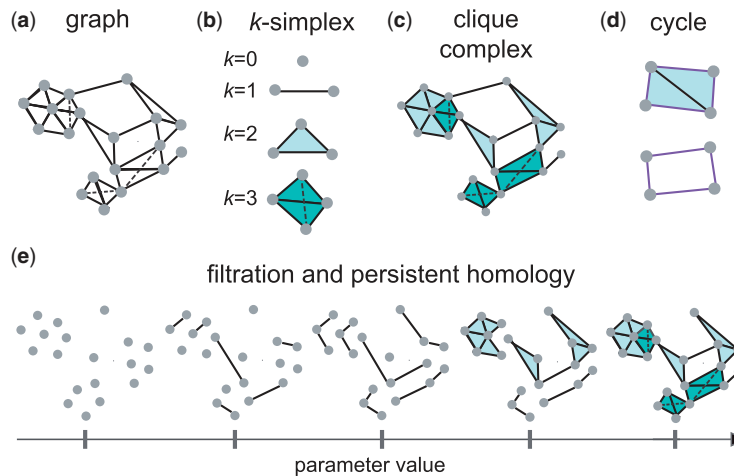 (a) graph
(b) k-simplex
k=0
k=1
k=2
k=3
(c) clique
complex
(d) cycle
(e)
filtration and persistent homology
parameter value